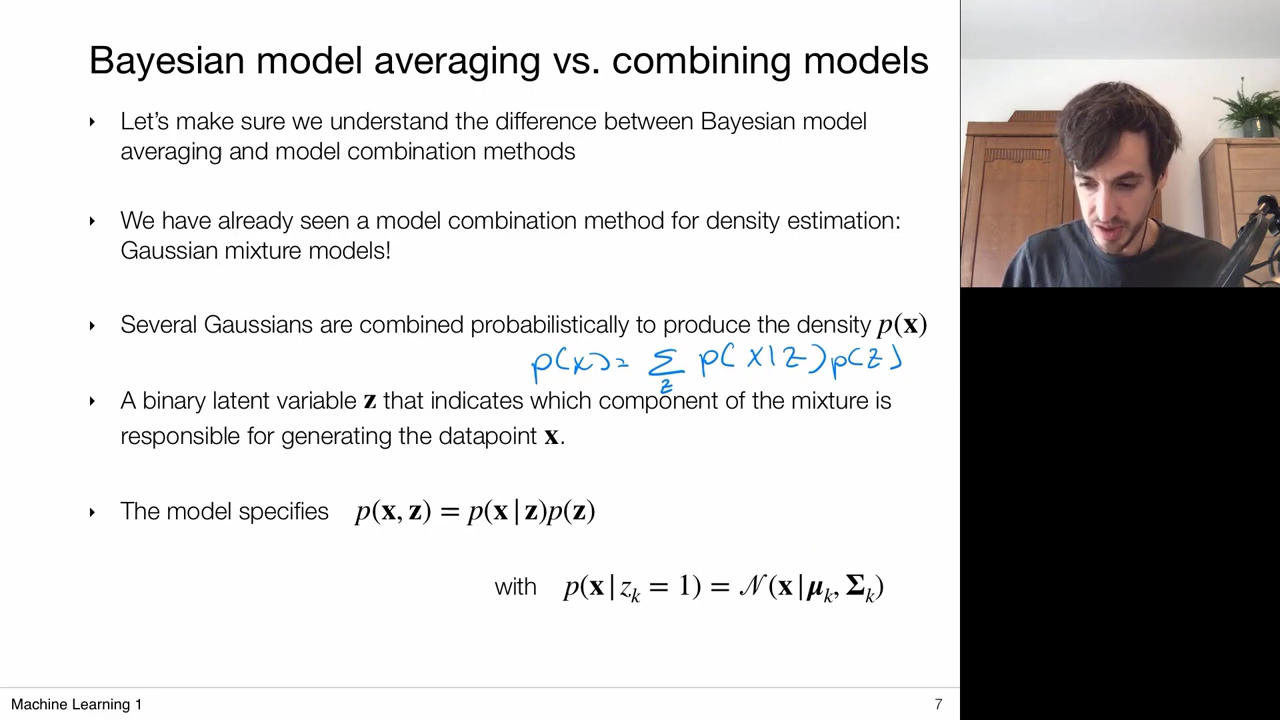 Bayesian model averaging vs. combining models
‣ Let's make sure we understand the difference between Bayesian model
averaging and model combination methods
‣ We have already seen a model combination method for density estimation:
Gaussian mixture models!
‣ Several Gaussians are combined probabilistically to produce the density p(x)
p(x) = Σ_z p(x|z)p(z)
‣ A binary latent variable z that indicates which component of the mixture is
responsible for generating the datapoint x.
‣ The model specifies p(x, z) = p(x|z)p(z)
with p(x|z_k = 1) = 𝒩(x|μ_k, Σ_k)
Machine Learning 1 7